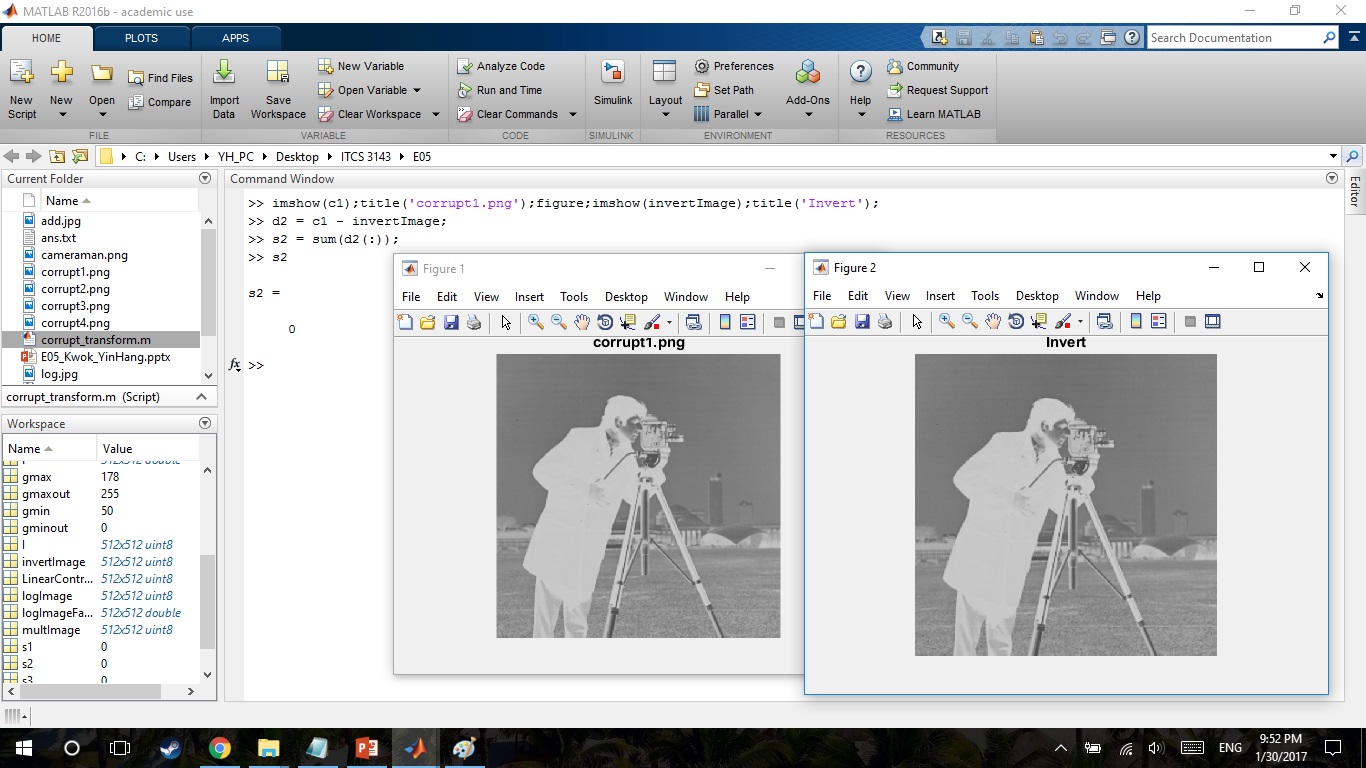 MATLAB R2016b - academic use
HOME PLOTS APPS
Search Documentation
New Script
New
Open
Find Files
Compare
FILE
Import Data
Save Workspace
New Variable
Open Variable
Clear Workspace
VARIABLE
Analyze Code
Run and Time
Clear Commands
CODE
Simulink
SIMULINK
Layout
Preferences
Set Path
Parallel
Add-Ons
ENVIRONMENT
Help
Community
Request Support
Learn MATLAB
RESOURCES
C: Users YH_PC Desktop ITCS 3143 E05
Current Folder
Name
add.jpg
ans.txt
cameraman.png
corrupt1.png
corrupt2.png
corrupt3.png
corrupt4.png
corrupt_transform.m
E05_Kwok_YinHang.pptx
log.jpg
corrupt_transform.m (Script)
Workspace
Name Value
512x512 double
gmax 178
gmaxout 255
gmin 50
gminout 0
I 512x512 uint8
invertImage 512x512 uint8
LinearContr... 512x512 uint8
logImage 512x512 uint8
logImageFa... 512x512 double
multImage 512x512 uint8
s1 0
s2 0
s3 0
Command Window
>> imshow(c1);title('corrupt1.png');figure;imshow(invertImage);title('Invert');
>> d2 = c1 - invertImage;
>> s2 = sum(d2(:));
>> s2
s2 =
0
fx >>
Editor
Figure 1
File Edit View Insert Tools Desktop Window Help
corrupt1.png
Figure 2
File Edit View Insert Tools Desktop Window Help
Invert
ENG
9:52 PM
1/30/2017